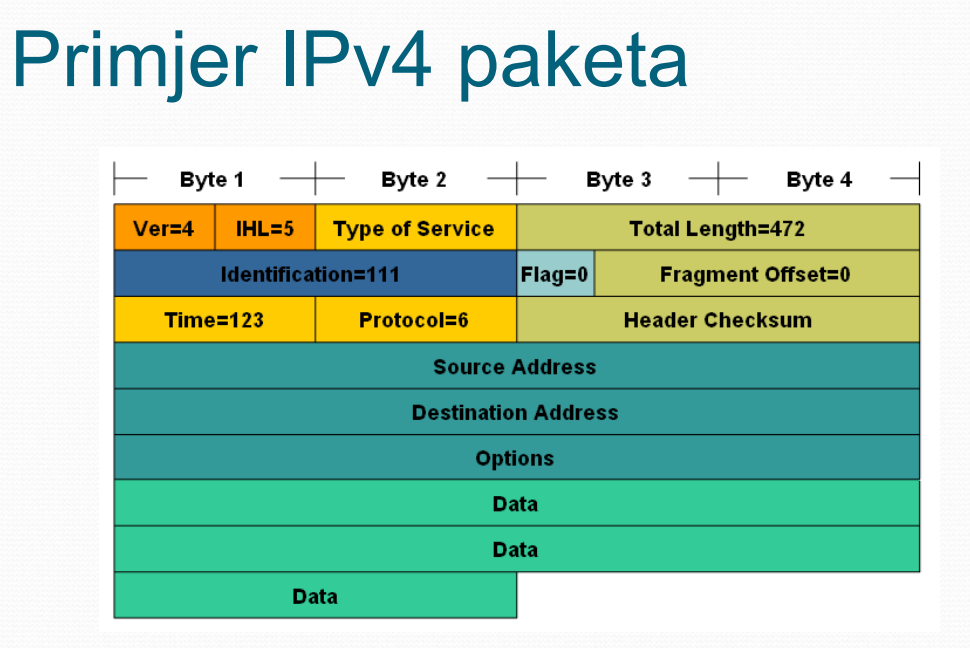 Primjer IPv4 paketa
Byte 1 Byte 2 Byte 3 Byte 4
Ver=4 IHL=5 Type of Service Total Length=472
Identification=111 Flag=0 Fragment Offset=0
Time=123 Protocol=6 Header Checksum
Source Address
Destination Address
Options
Data
Data
Data